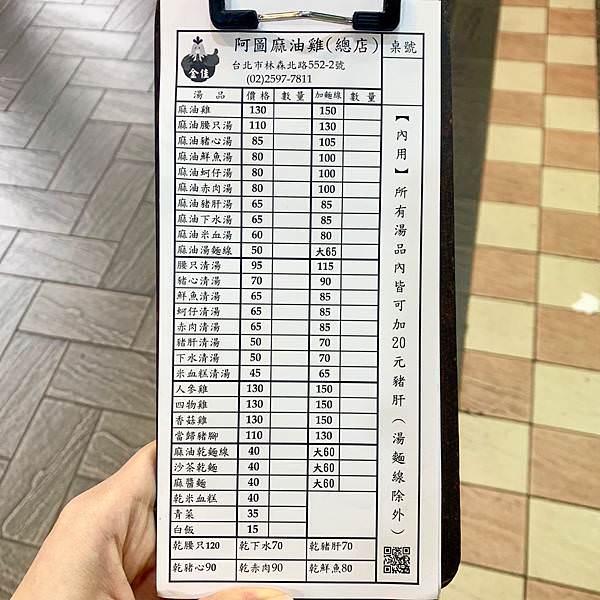 金佳
阿圖麻油雞(總店)
桌號
台北市林森北路552-2號
(02)2597-7811
湯品 價格 數量 加麵線 數量
麻油雞 130 150
麻油腰只湯 110 130
麻油豬心湯 85 105
麻油鮮魚湯 80 100
麻油蚵仔湯 80 100
麻油赤肉湯 80 100
麻油豬肝湯 65 85
麻油下水湯 65 85
麻油米血湯 60 80
麻油湯麵線 50 大65
腰只清湯 95 115
豬心清湯 70 90
鮮魚清湯 65 85
蚵仔清湯 65 85
赤肉清湯 65 85
豬肝清湯 50 70
下水清湯 50 70
米血糕清湯 45 65
人參雞 130 150
四物雞 130 150
香菇雞 130 150
當歸豬腳 110 130
麻油乾麵線 40 大60
沙茶乾麵 40 大60
麻醬麵 40 大60
乾米血糕 40
青菜 35
白飯 15
乾腰只120 乾下水70 乾豬肝70
乾豬心90 乾赤肉90 乾鮮魚80
【內用】所有湯品內皆可加20元豬肝(湯麵線除外)